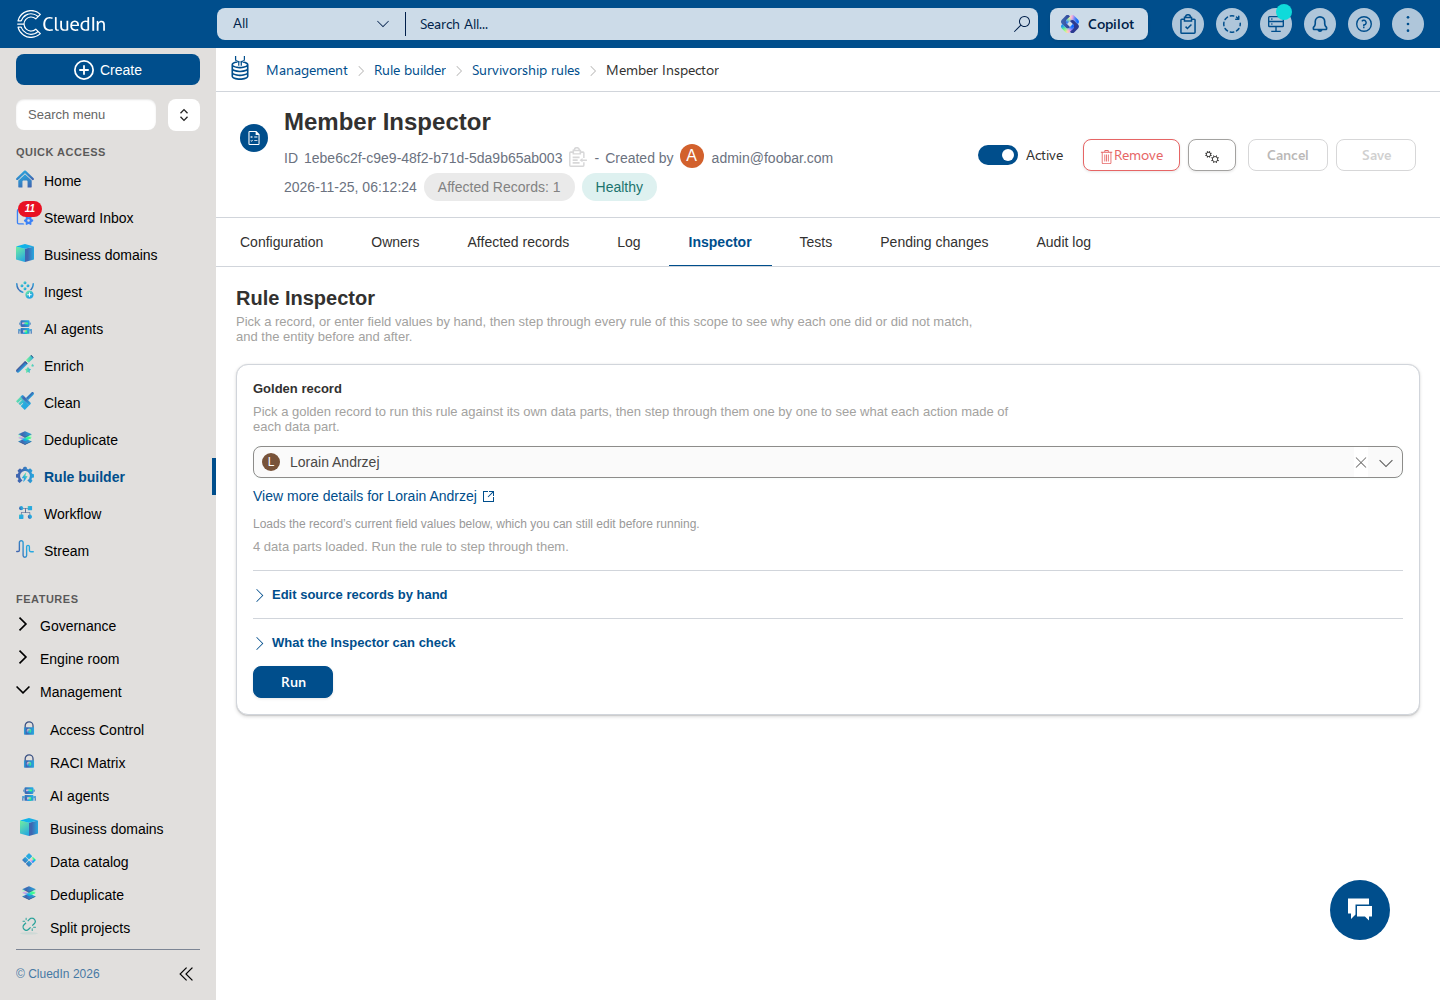 CluedIn
All
Search All...
Copilot
Create
Search menu
QUICK ACCESS
Home
11
Steward Inbox
Business domains
Ingest
AI agents
Enrich
Clean
Deduplicate
Rule builder
Workflow
Stream
FEATURES
Governance
Engine room
Management
Access Control
RACI Matrix
AI agents
Business domains
Data catalog
Deduplicate
Split projects
© CluedIn 2026
Management
Rule builder
Survivorship rules
Member Inspector
Member Inspector
ID 1ebe6c2f-c9e9-48f2-b71d-5da9b65ab003 - Created by A admin@foobar.com
2026-11-25, 06:12:24 Affected Records: 1 Healthy
Active
Remove
Cancel
Save
Configuration
Owners
Affected records
Log
Inspector
Tests
Pending changes
Audit log
Rule Inspector
Pick a record, or enter field values by hand, then step through every rule of this scope to see why each one did or did not match,
and the entity before and after.
Golden record
Pick a golden record to run this rule against its own data parts, then step through them one by one to see what each action made of
each data part.
L Lorain Andrzej
View more details for Lorain Andrzej
Loads the record's current field values below, which you can still edit before running.
4 data parts loaded. Run the rule to step through them.
Edit source records by hand
What the Inspector can check
Run